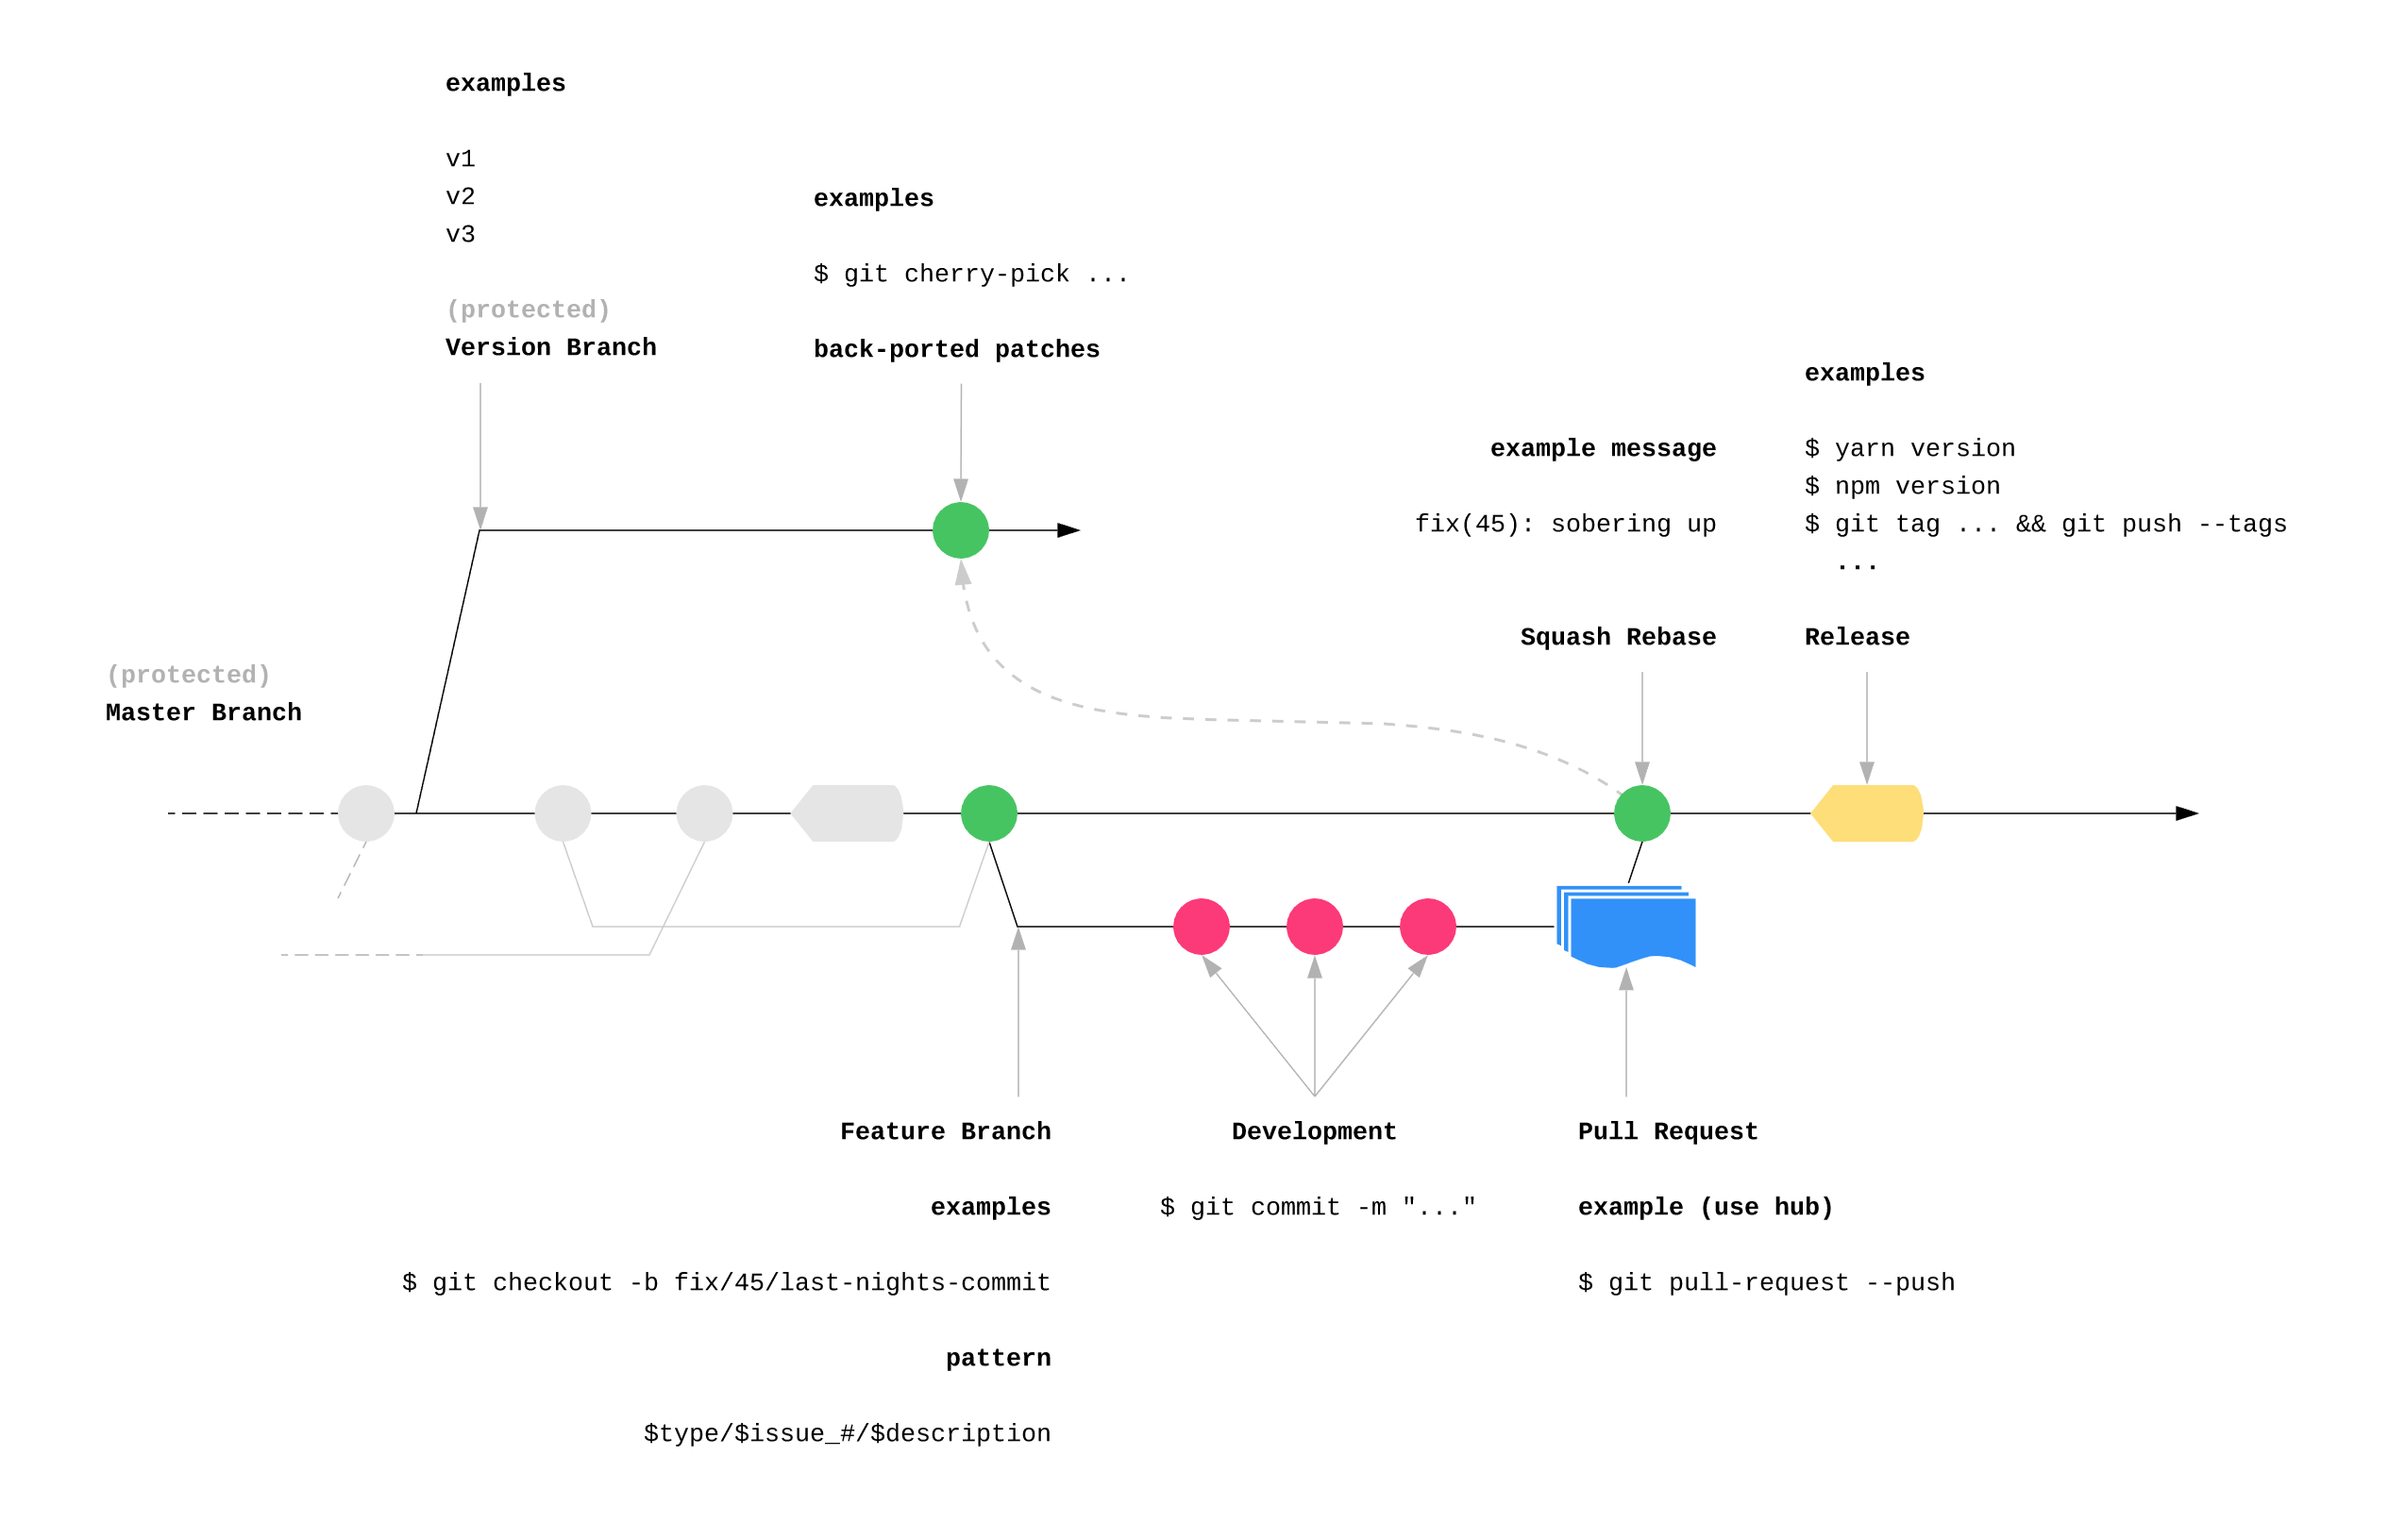 examples
v1
v2
v3
(protected)
Version Branch
examples
$ git cherry-pick ...
back-ported patches
example message
fix(45): sobering up
Squash Rebase
examples
$ yarn version
$ npm version
$ git tag ... && git push --tags
...
Release
(protected)
Master Branch
Feature Branch
examples
$ git checkout -b fix/45/last-nights-commit
pattern
$type/$issue_#/$description
Development
$ git commit -m "..."
Pull Request
example (use hub)
$ git pull-request --push